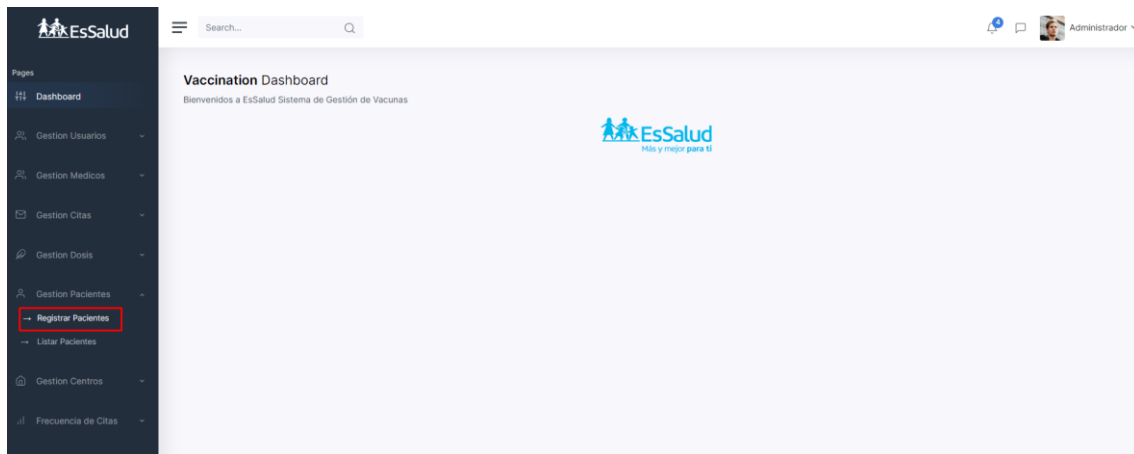 EsSalud
Search...
4
Administrador
Pages
Dashboard
Gestion Usuarios
Gestion Medicos
Gestion Citas
Gestion Dosis
Gestion Pacientes
→ Registrar Pacientes
→ Listar Pacientes
Gestion Centros
Frecuencia de Citas
Vaccination Dashboard
Bienvenidos a EsSalud Sistema de Gestión de Vacunas
EsSalud
Más y mejor para ti